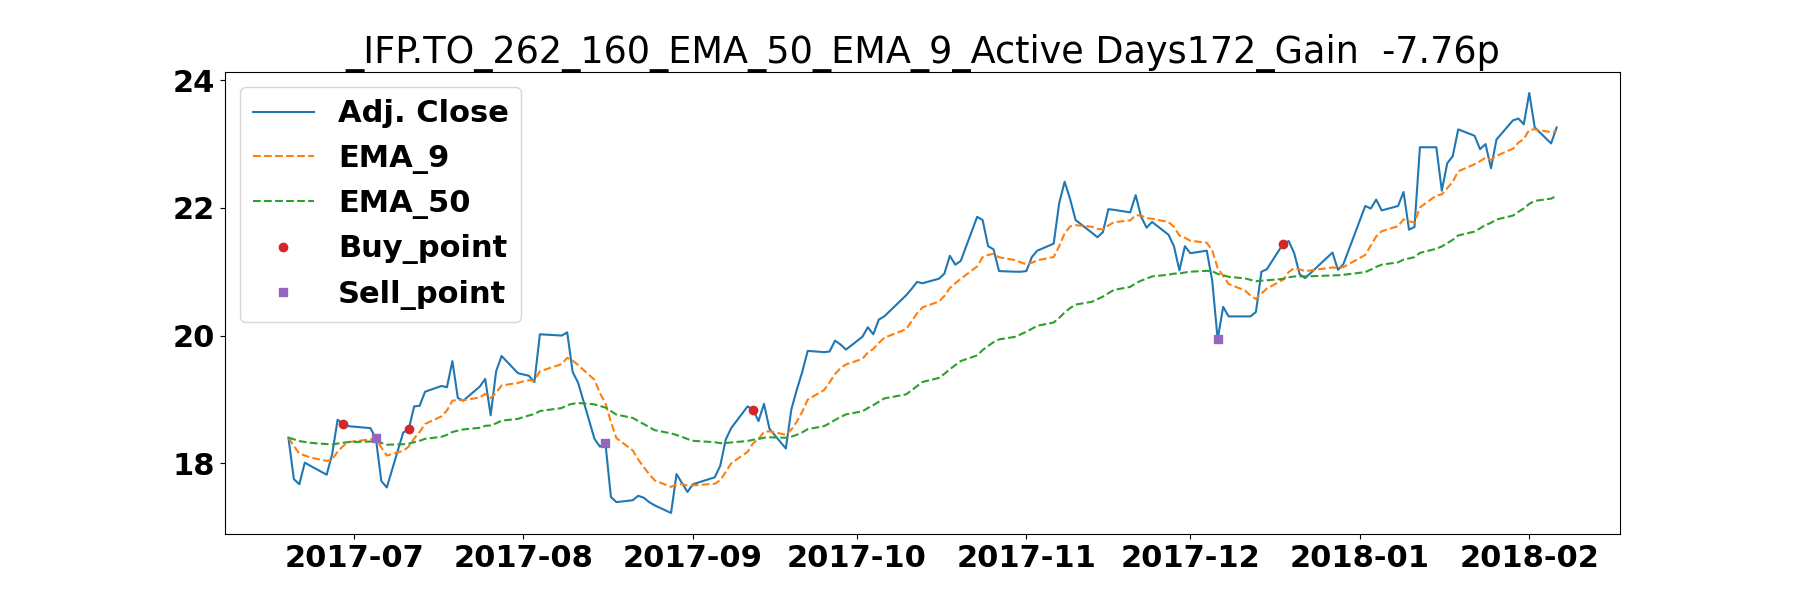 _IFP.TO_262_160_EMA_50_EMA_9_Active Days172_Gain  -7.76p
24
22
20
18
Adj. Close
EMA_9
EMA_50
Buy_point
Sell_point
2017-07 2017-08 2017-09 2017-10 2017-11 2017-12 2018-01 2018-02